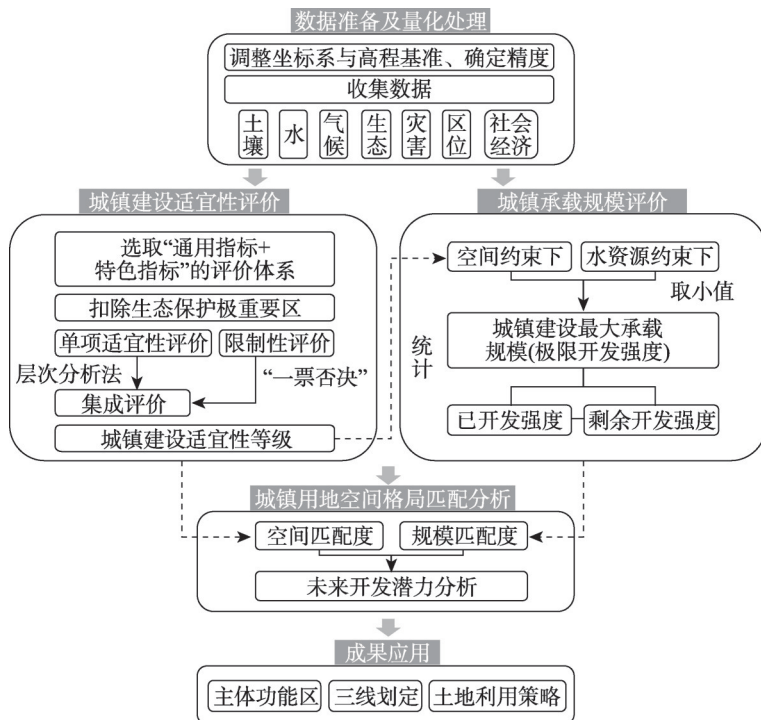 数据准备及量化处理
调整坐标系与高程基准、确定精度
收集数据
土壤
水
气候
生态
灾害
区位
社会
经济
城镇建设适宜性评价
选取“通用指标+
特色指标”的评价体系
扣除生态保护极重要区
单项适宜性评价
限制性评价
层次分析法
“一票否决”
集成评价
城镇建设适宜性等级
城镇承载规模评价
空间约束下
水资源约束下
取小值
统计
城镇建设最大承载
规模(极限开发强度)
已开发强度
剩余开发强度
城镇用地空间格局匹配分析
空间匹配度
规模匹配度
未来开发潜力分析
成果应用
主体功能区
三线划定
土地利用策略